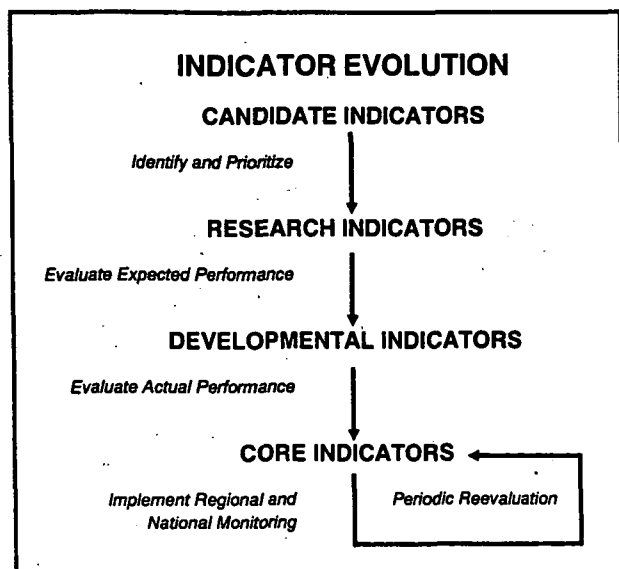 INDICATOR EVOLUTION
CANDIDATE INDICATORS
Identify and Prioritize
RESEARCH INDICATORS
Evaluate Expected Performance
DEVELOPMENTAL INDICATORS
Evaluate Actual Performance
CORE INDICATORS
Implement Regional and
National Monitoring
Periodic Reevaluation